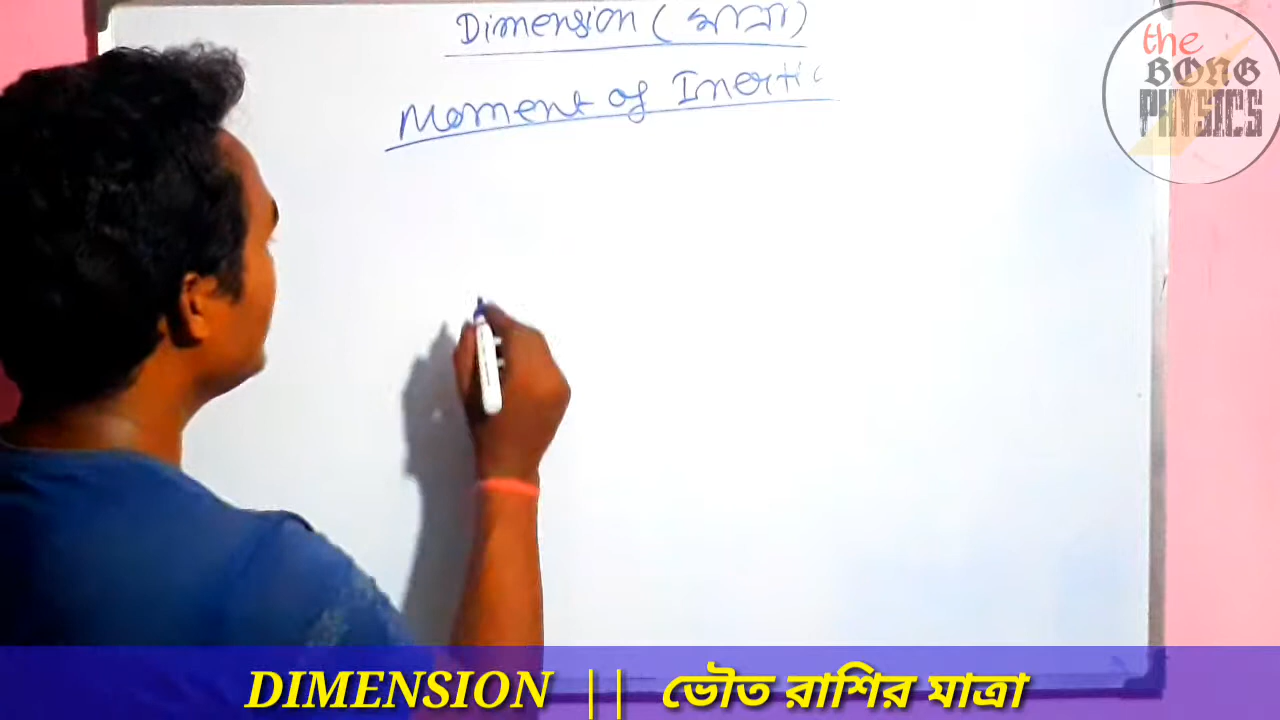 Dimension (মাত্রা)
Moment of Inertia
the
BONG
PHYSICS
DIMENSION || ভৌত রাশির মাত্রা